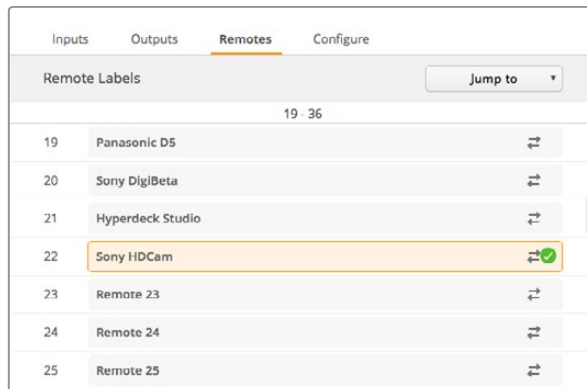 Inputs Outputs Remotes Configure
Remote Labels Jump to
19 - 36
19 Panasonic D5
20 Sony DigiBeta
21 Hyperdeck Studio
22 Sony HDCam
23 Remote 23
24 Remote 24
25 Remote 25